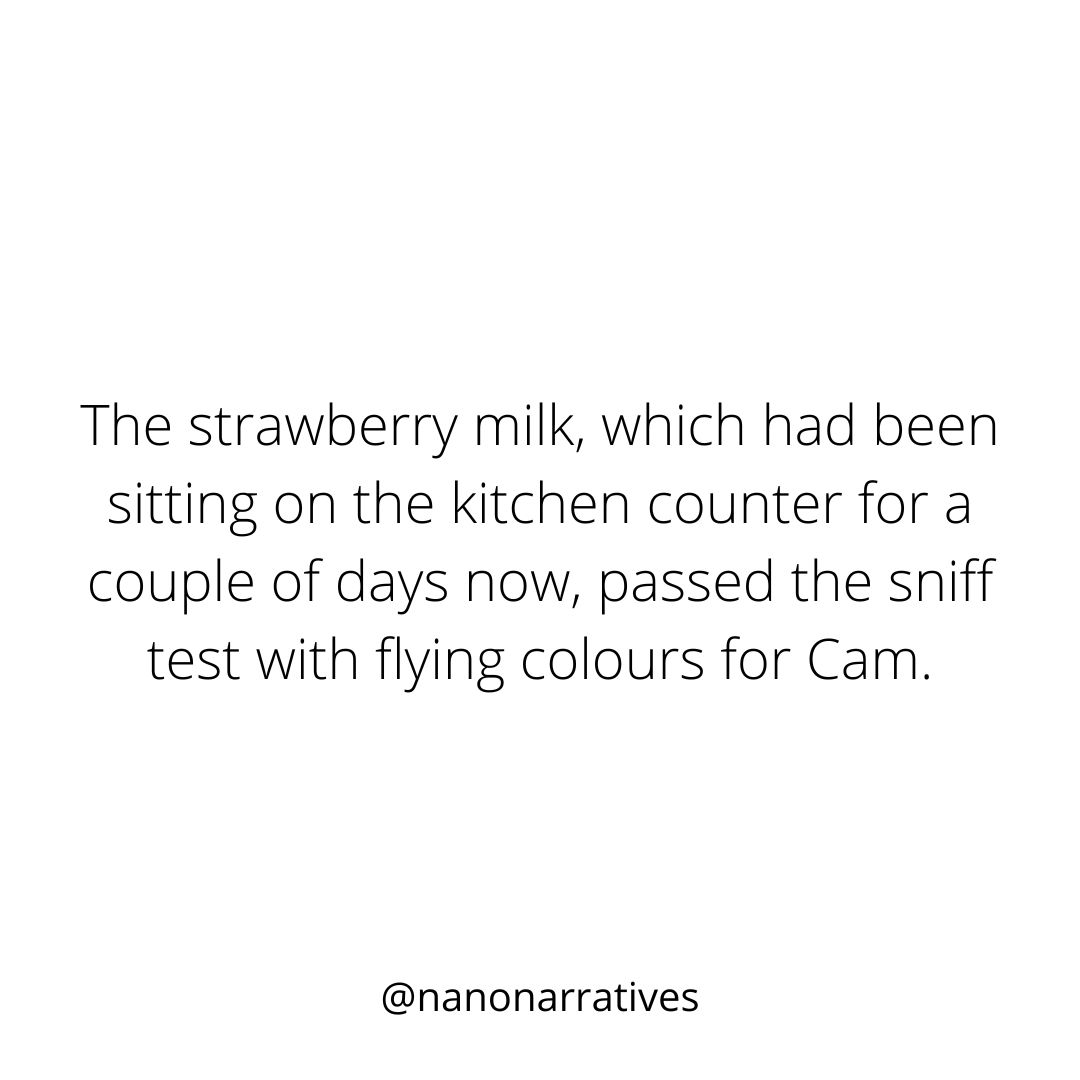 The strawberry milk, which had been
sitting on the kitchen counter for a
couple of days now, passed the sniff
test with flying colours for Cam.
@nanonarratives